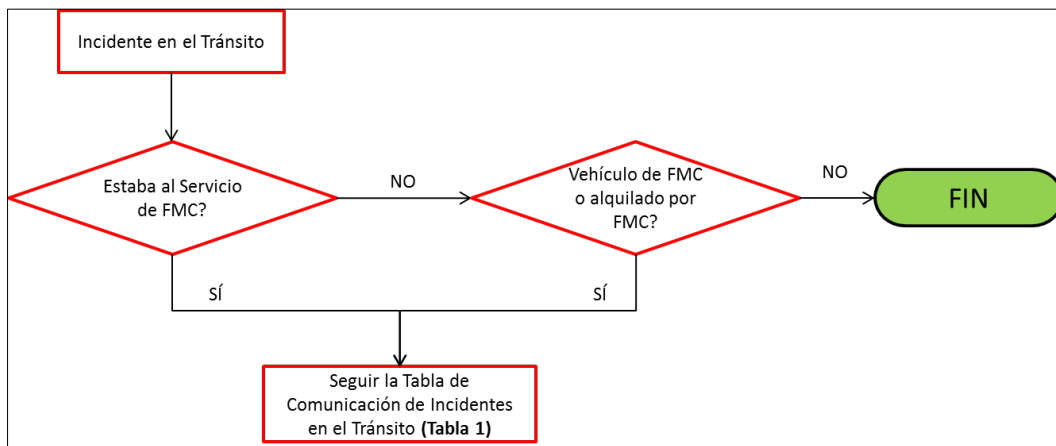 Incidente en el Tránsito
Estaba al Servicio
de FMC?
NO
Vehículo de FMC
o alquilado por
FMC?
NO
FIN
SÍ
SÍ
Seguir la Tabla de
Comunicación de Incidentes
en el Tránsito (Tabla 1)